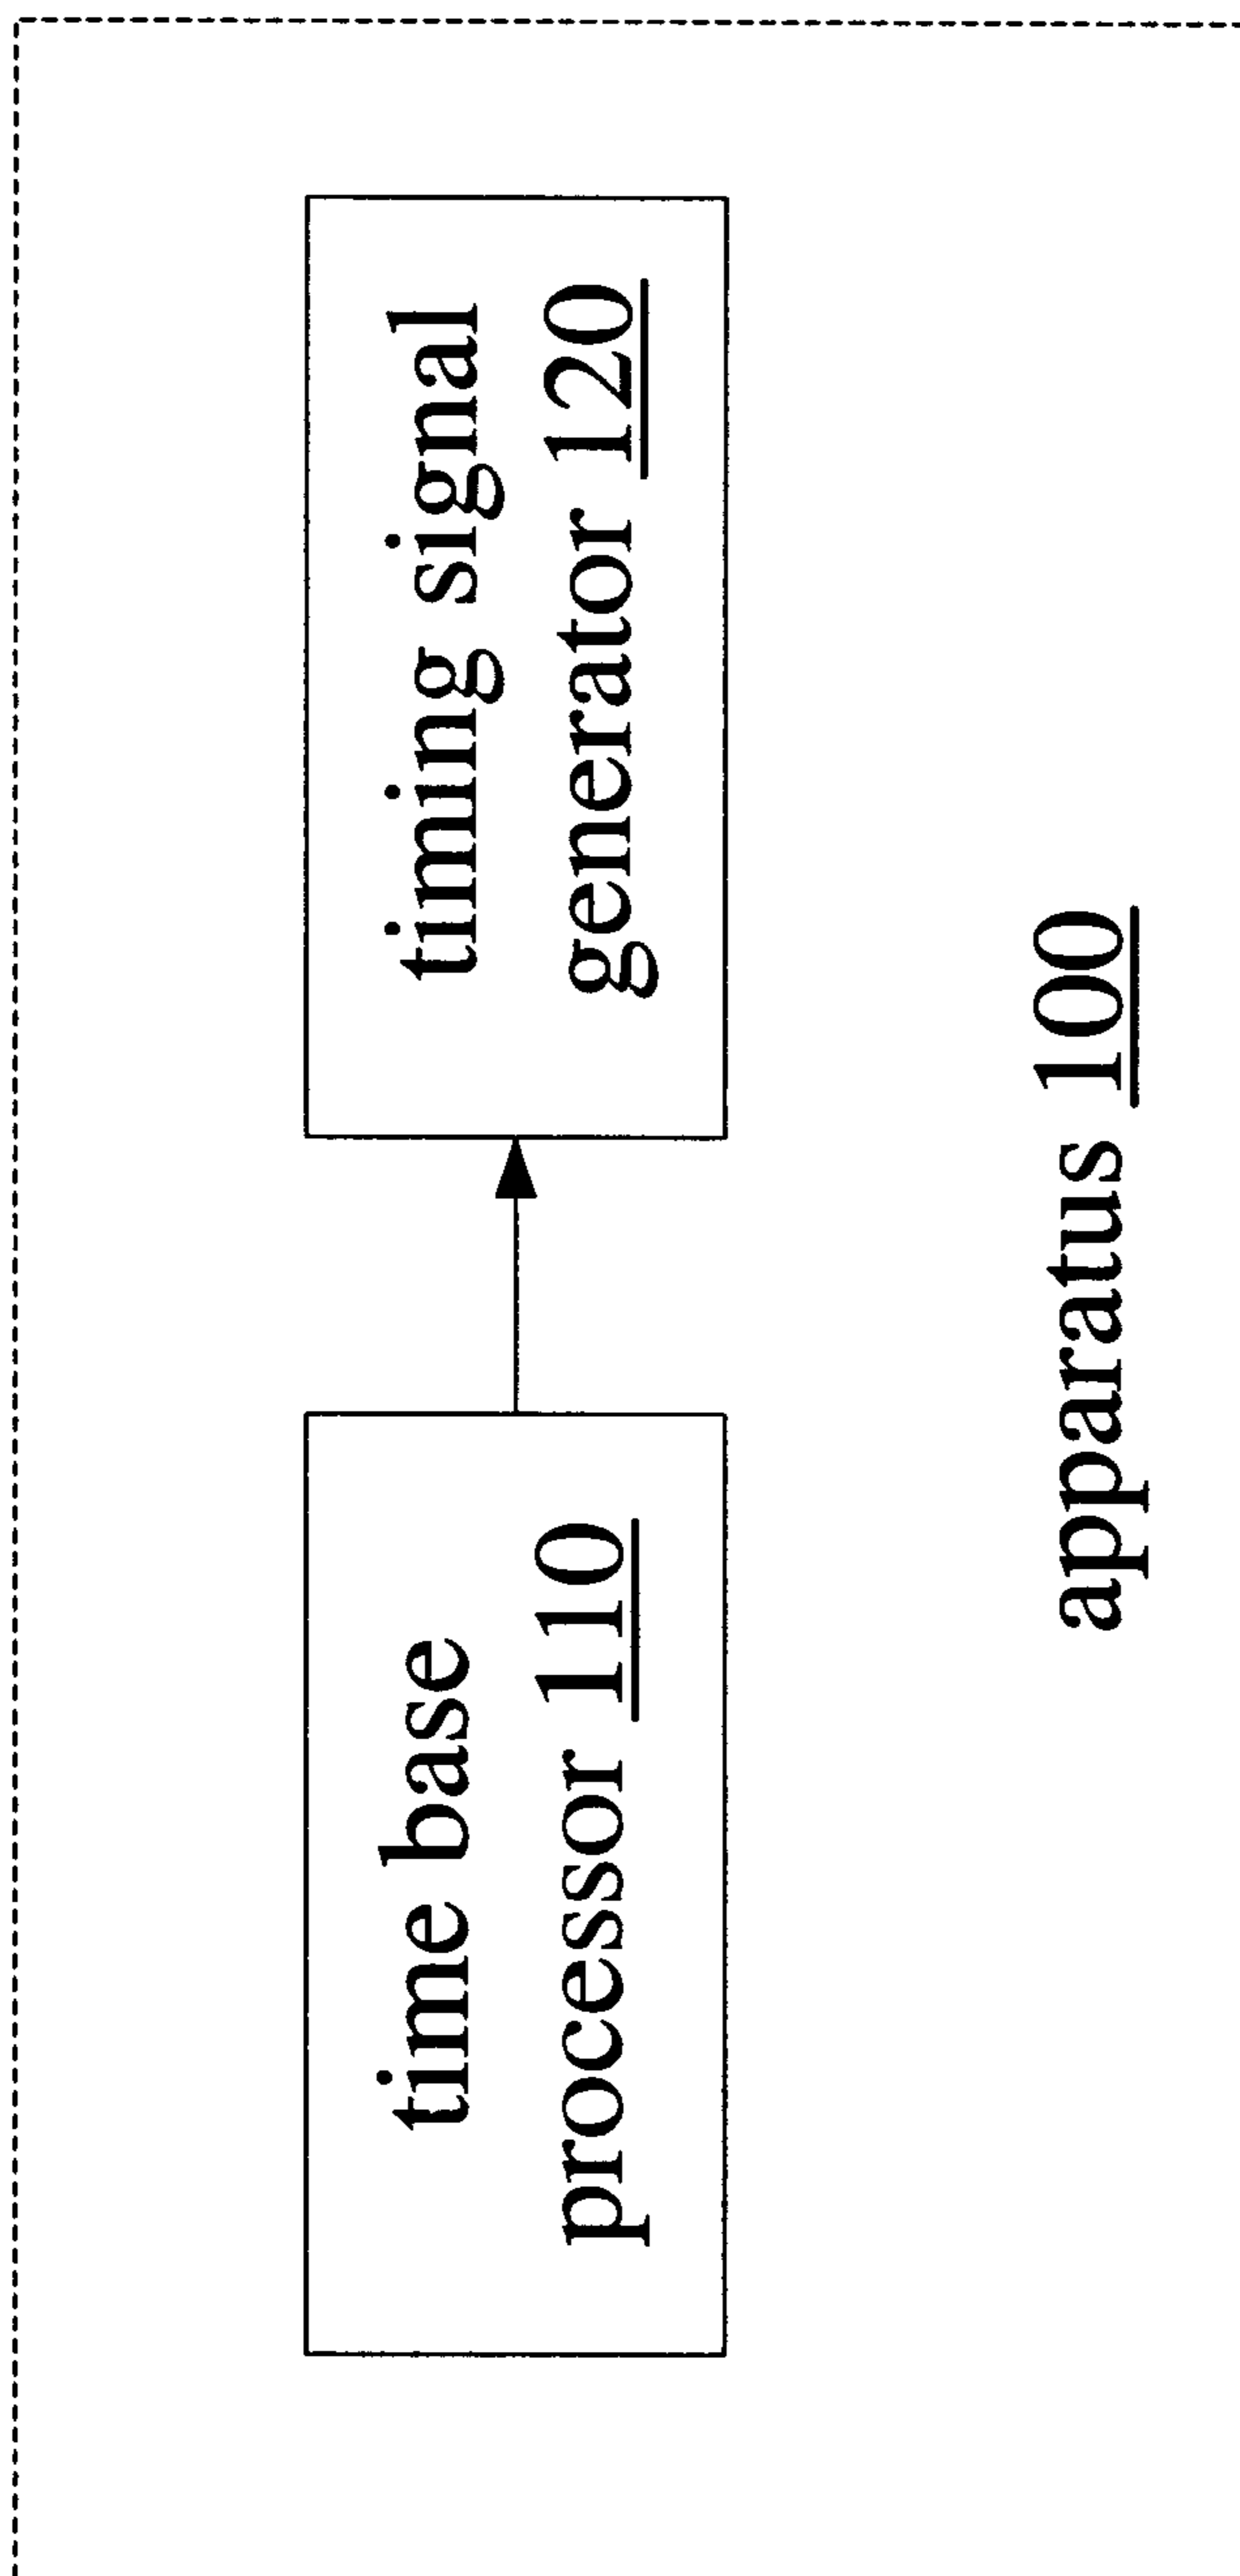 time base
processor 110
timing signal
generator 120
apparatus 100